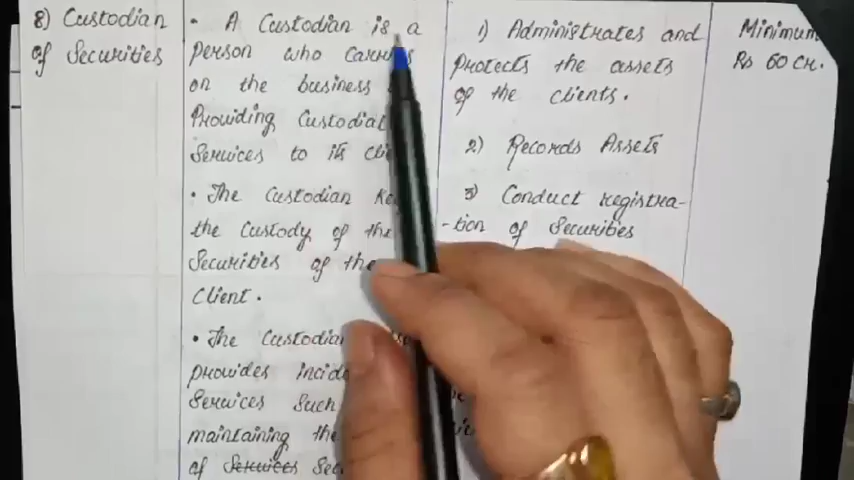 8) Custodian
of Securities
• A Custodian is a
person who carries
on the business
Providing Custodial
Services to its
• The Custodian
the Custody of the
Securities of the
Client.
• The Custodian
provides
Services Such
maintaining the
of Services
1) Administrates and
protects the assets
of the clients.
2) Records Assets
3) Conduct registra-
-tion of Securities
Minimum
Rs 60 Cr.